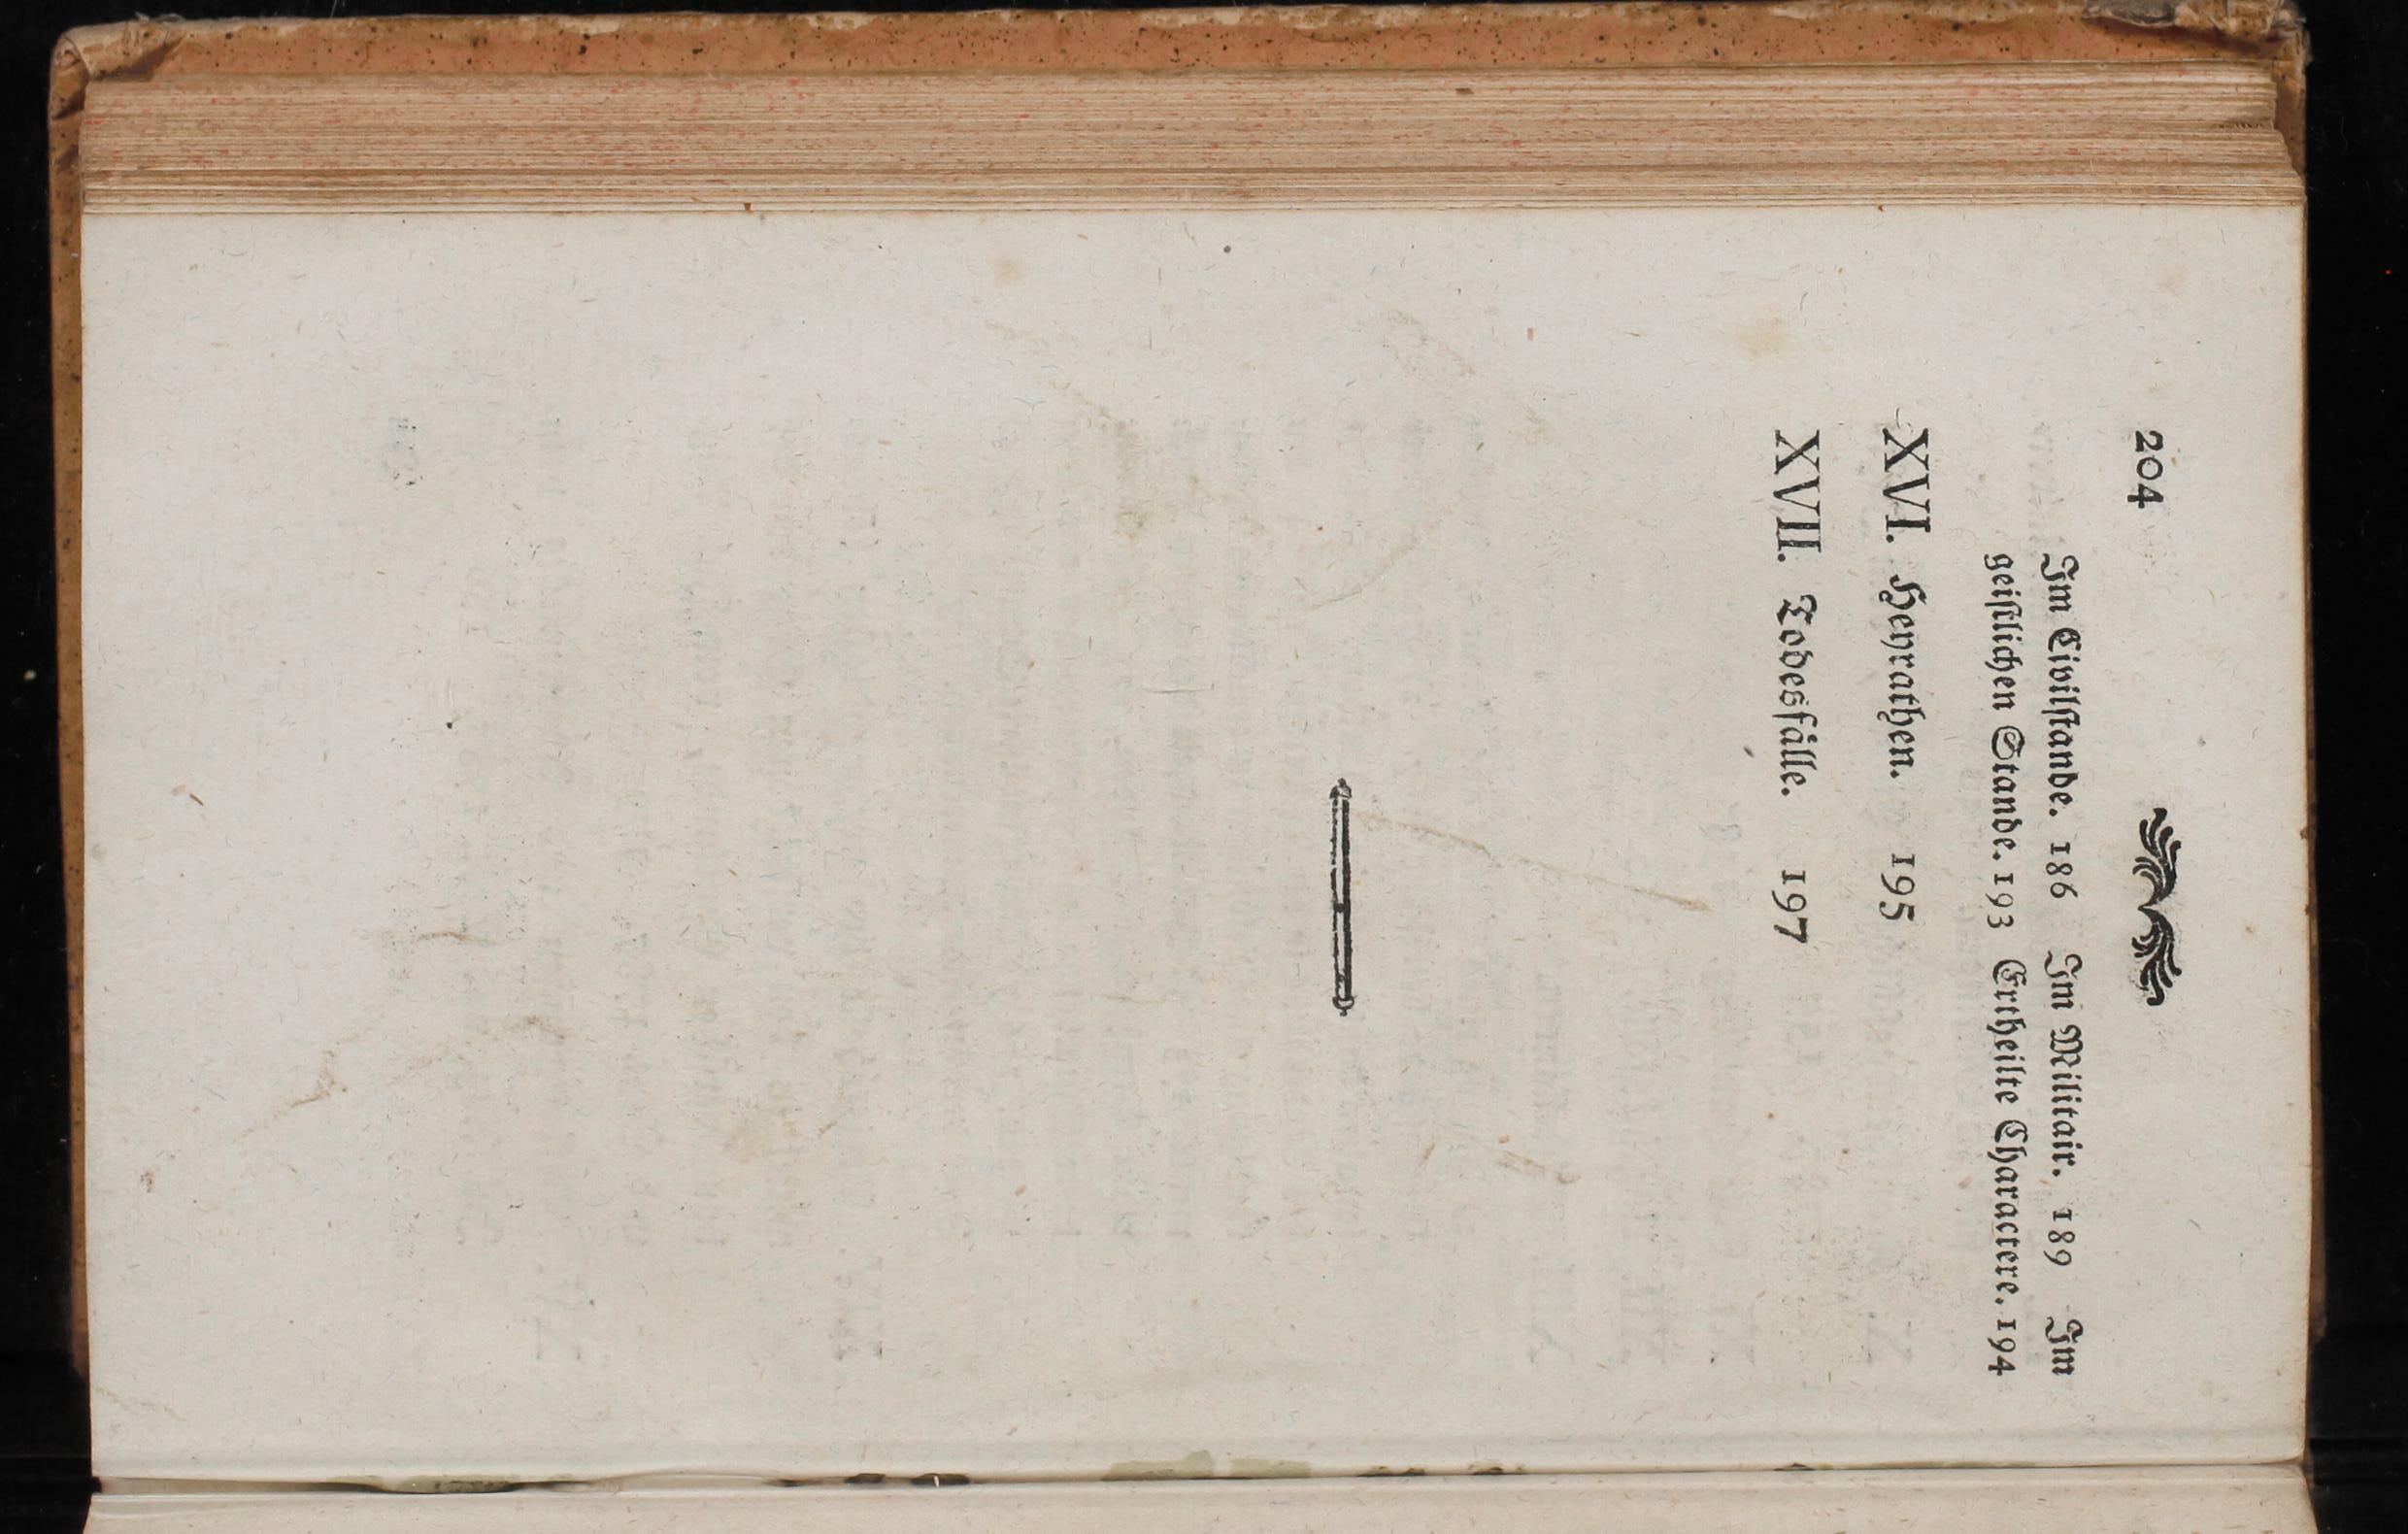 204
Im Civilstande. 186 Im Militair. 189 Im
geistlichen Stande. 193 Ertheilte Charactere. 194
XVI. Heyrathen. 195
XVII. Todesfälle. 197